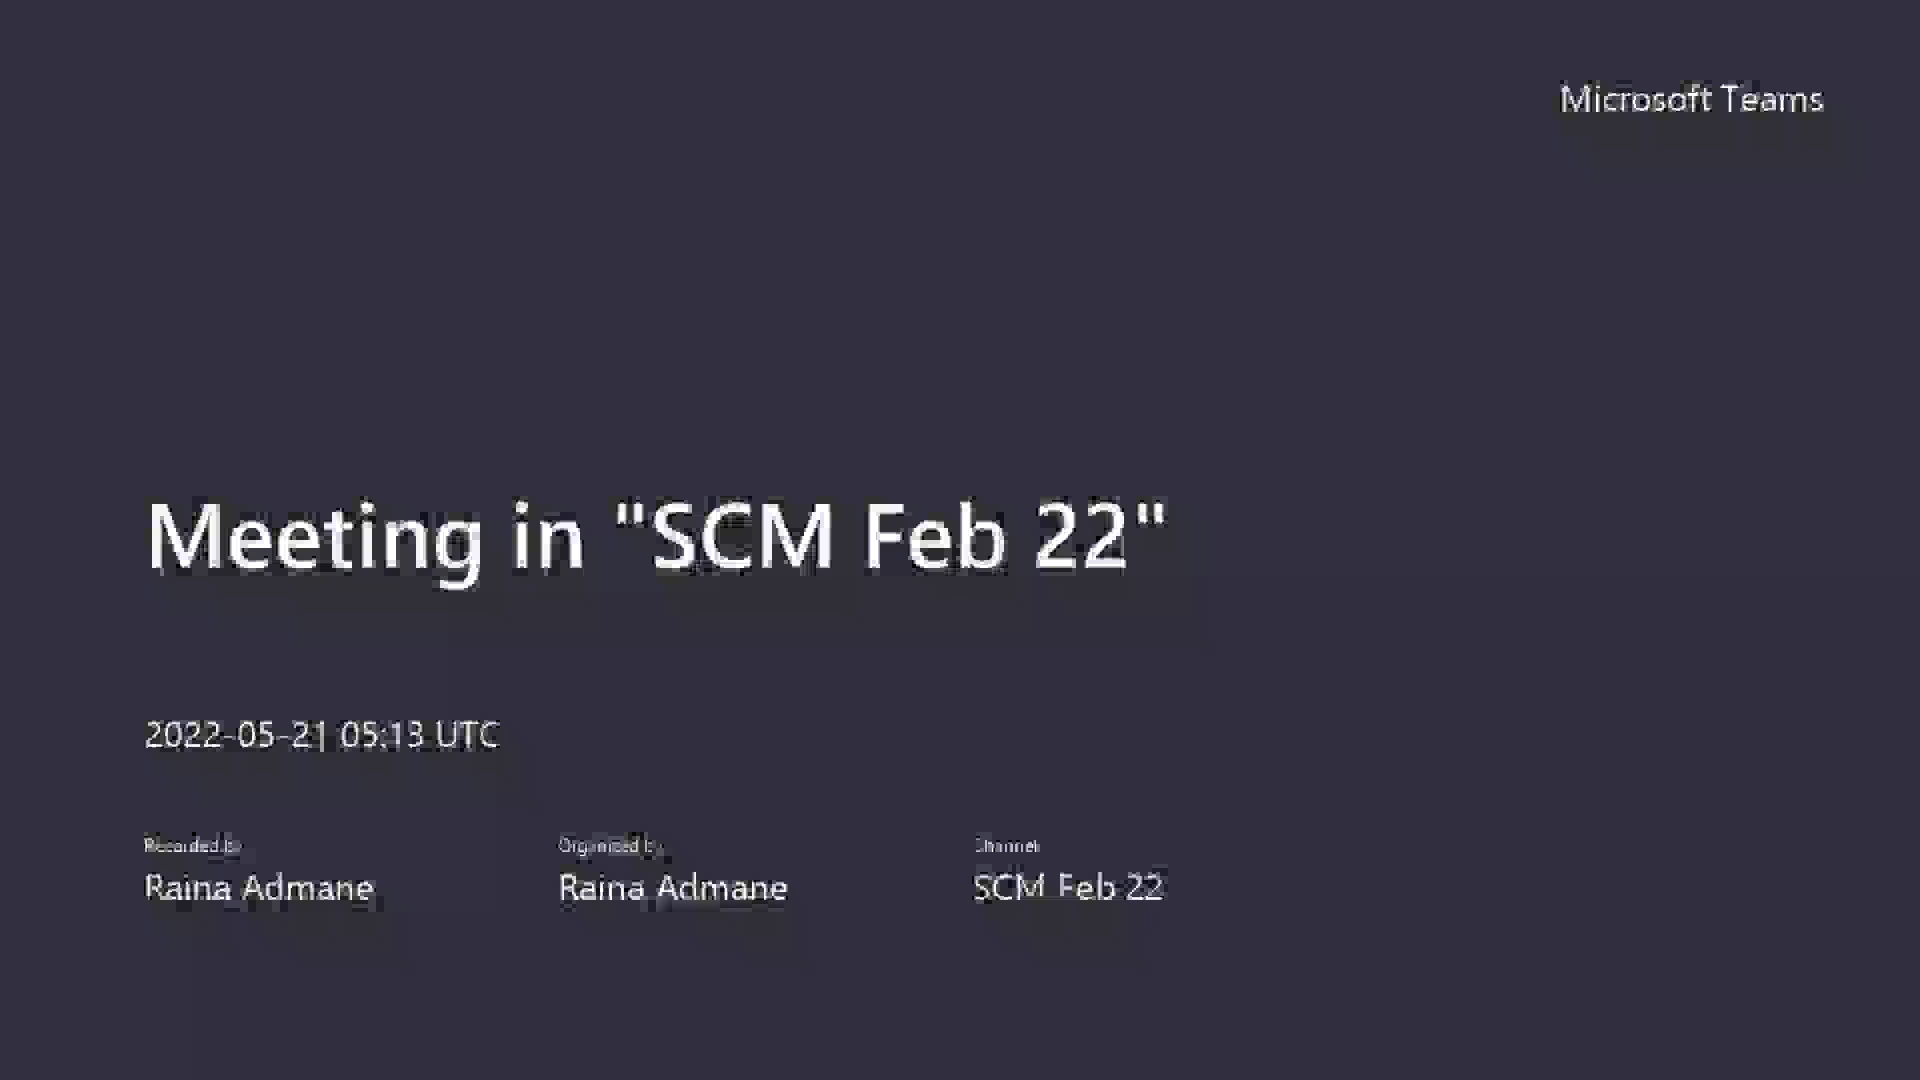 Microsoft Teams
Meeting in "SCM Feb 22"
2022-05-21 05:13 UTC
Recorded by
Organized by
Channel
Raina Admane
Raina Admane
SCM Feb 22